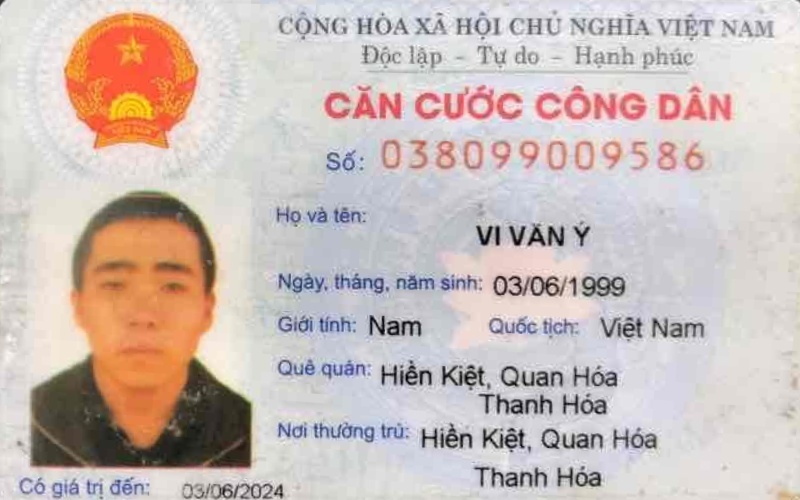 CỘNG HÒA XÃ HỘI CHỦ NGHĨA VIỆT NAM
Độc lập - Tự do - Hạnh phúc
CĂN CƯỚC CÔNG DÂN
Số: 038099009586
Họ và tên:
VI VĂN Ý
Ngày, tháng, năm sinh: 03/06/1999
Giới tính: Nam Quốc tịch: Việt Nam
Quê quán: Hiền Kiệt, Quan Hóa
Thanh Hóa
Nơi thường trú: Hiền Kiệt, Quan Hóa
Thanh Hóa
Có giá trị đến: 03/06/2024